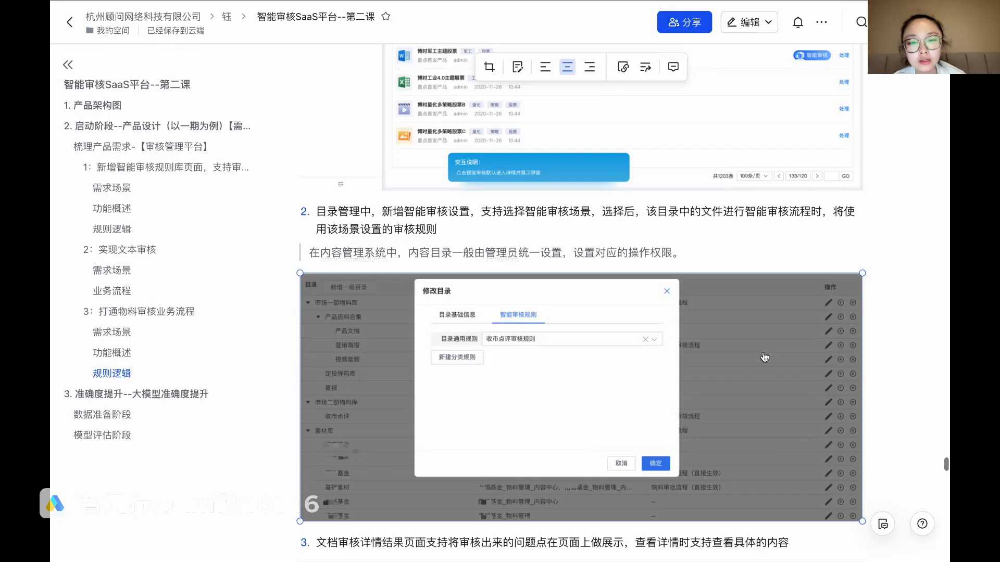 杭州顾问网络科技有限公司 > 钰 > 智能审核SaaS平台--第二课
我的空间 已经保存到云端
分享
编辑
智能审核SaaS平台--第二课
1. 产品架构图
2. 启动阶段--产品设计（以一期为例）【需...
梳理产品需求-【审核管理平台】
1：新增智能审核规则库页面，支持审...
需求场景
功能概述
规则逻辑
2：实现文本审核
需求场景
业务流程
3：打通物料审核业务流程
需求场景
功能概述
规则逻辑
3. 准确度提升--大模型准确度提升
数据准备阶段
模型评估阶段
博时军工主题股票 军工 股票
重点首发产品 admin
智能审核 处理
博时工业4.0主题股票
重点首发产品 admin 2020-11-26 10:44
处理
博时量化多策略股票B 量化 策略 股票
重点首发产品 admin 2020-11-26 10:44
处理
博时量化多策略股票C 量化 策略 股票
重点首发产品 admin 2020-11-26 10:44
处理
交互说明：
点击智能审核默认进入详情并展示弹窗
共1203条 100条/页 < 133/120 > GO
2. 目录管理中，新增智能审核设置，支持选择智能审核场景，选择后，该目录中的文件进行智能审核流程时，将使
用该场景设置的审核规则
在内容管理系统中，内容目录一般由管理员统一设置，设置对应的操作权限。
目录 新增一级目录 操作
市场一部物料库 程
产品资料合集
产品文档
营销海报 核流程
视频音频
定投弹药库
喜报
市场二部物料库
收市点评 核流程
素材库 程
基金 程（直接生效）
基础素材 基金_物料管理_内容中心, 基金_物料管理_内... 物料审批流程（直接生效）
基金 基金_物料管理_内容中心 --
基金 基金_物料管理 --
修改目录
目录基础信息 智能审核规则
目录通用规则 收市点评审核规则
新建分类规则
取消 确定
3. 文档审核详情结果页面支持将审核出来的问题点在页面上做展示，查看详情时支持查看具体的内容
6